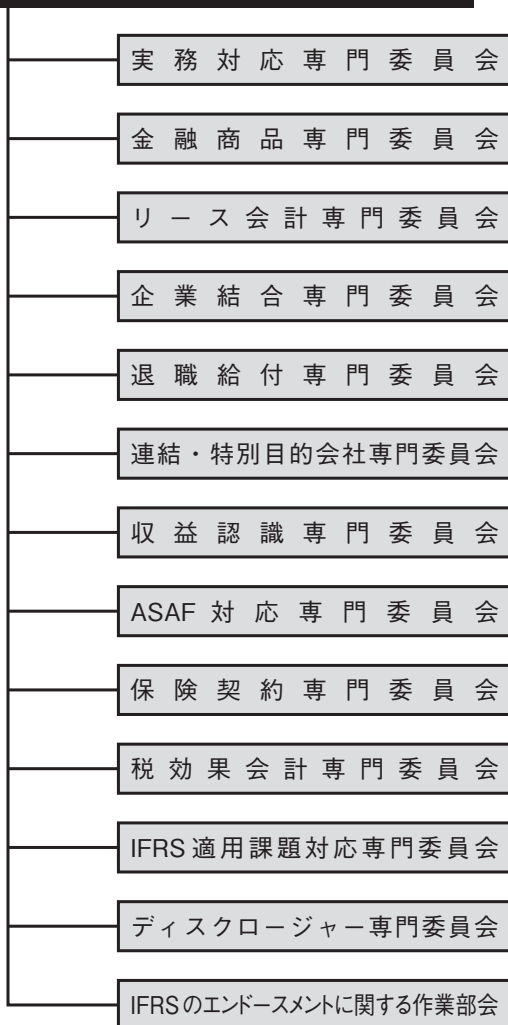 実務対応専門委員会
金融商品専門委員会
リース会計専門委員会
企業結合専門委員会
退職給付専門委員会
連結・特別目的会社専門委員会
収益認識専門委員会
ASAF対応専門委員会
保険契約専門委員会
税効果会計専門委員会
IFRS適用課題対応専門委員会
ディスクロージャー専門委員会
IFRSのエンドースメントに関する作業部会